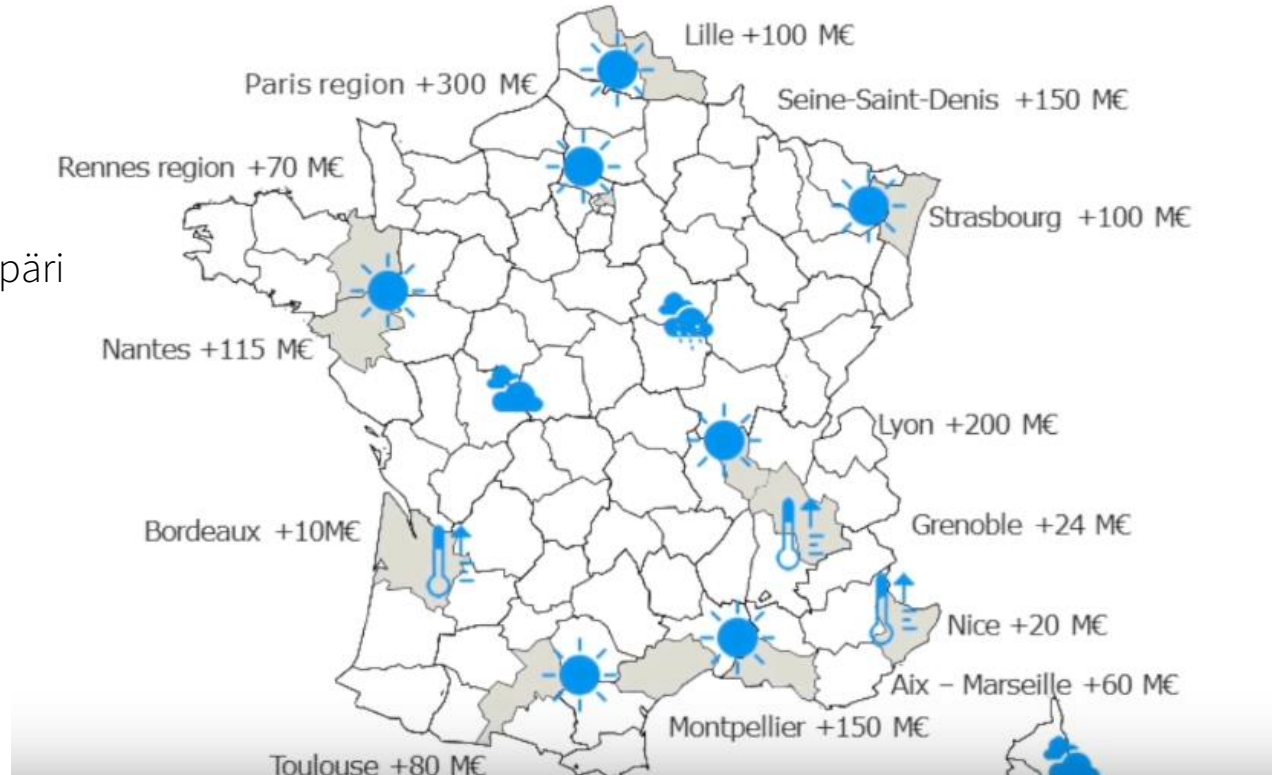 Lille +100 M€
Paris region +300 M€
Seine-Saint-Denis +150 M€
Rennes region +70 M€
Strasbourg +100 M€
päri
Nantes +115 M€
Lyon +200 M€
Bordeaux +10M€
Grenoble +24 M€
Nice +20 M€
Aix – Marseille +60 M€
Montpellier +150 M€
Toulouse +80 M€